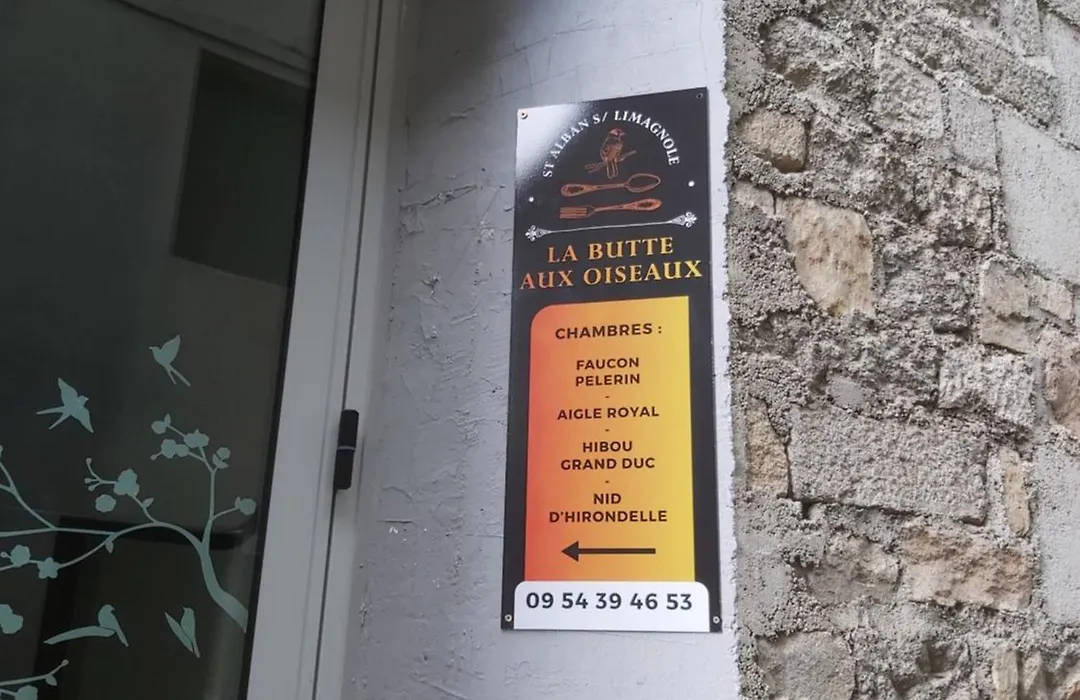 ST ALBAN S/ LIMAGNOLE
LA BUTTE
AUX OISEAUX
CHAMBRES :
FAUCON
PELERIN
-
AIGLE ROYAL
-
HIBOU
GRAND DUC
-
NID
D'HIRONDELLE
09 54 39 46 53